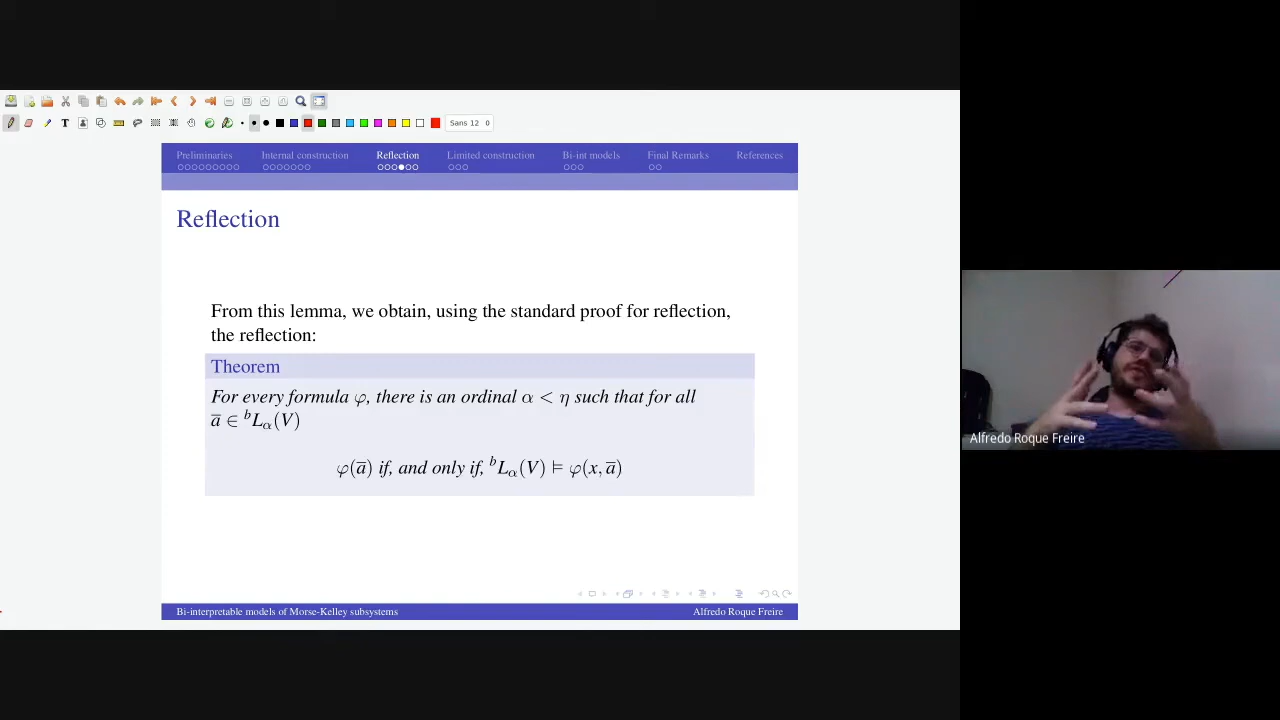 Sans 12 0
Preliminaries Internal construction Reflection Limited construction Bi-int models Final Remarks References
Reflection
From this lemma, we obtain, using the standard proof for reflection,
the reflection:
Theorem
For every formula φ, there is an ordinal α < η such that for all
a̅ ∈ ᵇL_α(V)
φ(a̅) if, and only if, ᵇL_α(V) ⊨ φ(x, a̅)
Alfredo Roque Freire
Bi-interpretable models of Morse-Kelley subsystems Alfredo Roque Freire